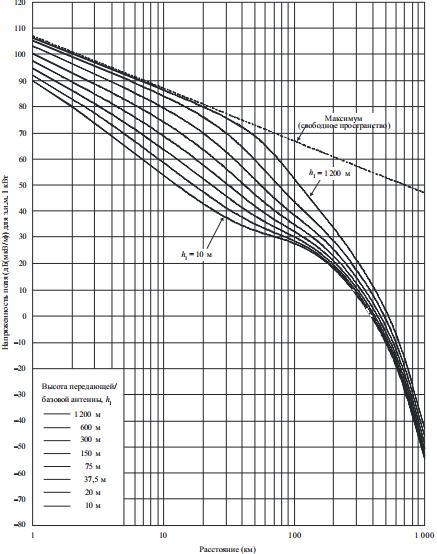 120
110
100
90
80
70
60
50
40
30
20
10
0
–10
–20
–30
–40
–50
–60
–70
–80
Напряженность поля (дБ(мкВ/м)) для э.и.м. 1 кВт
Максимум
(свободное пространство)
h₁ = 1 200 м
h₁ = 10 м
Высота передающей/
базовой антенны, h₁
1 200 м
600 м
300 м
150 м
75 м
37,5 м
20 м
10 м
1
10
100
1 000
Расстояние (км)